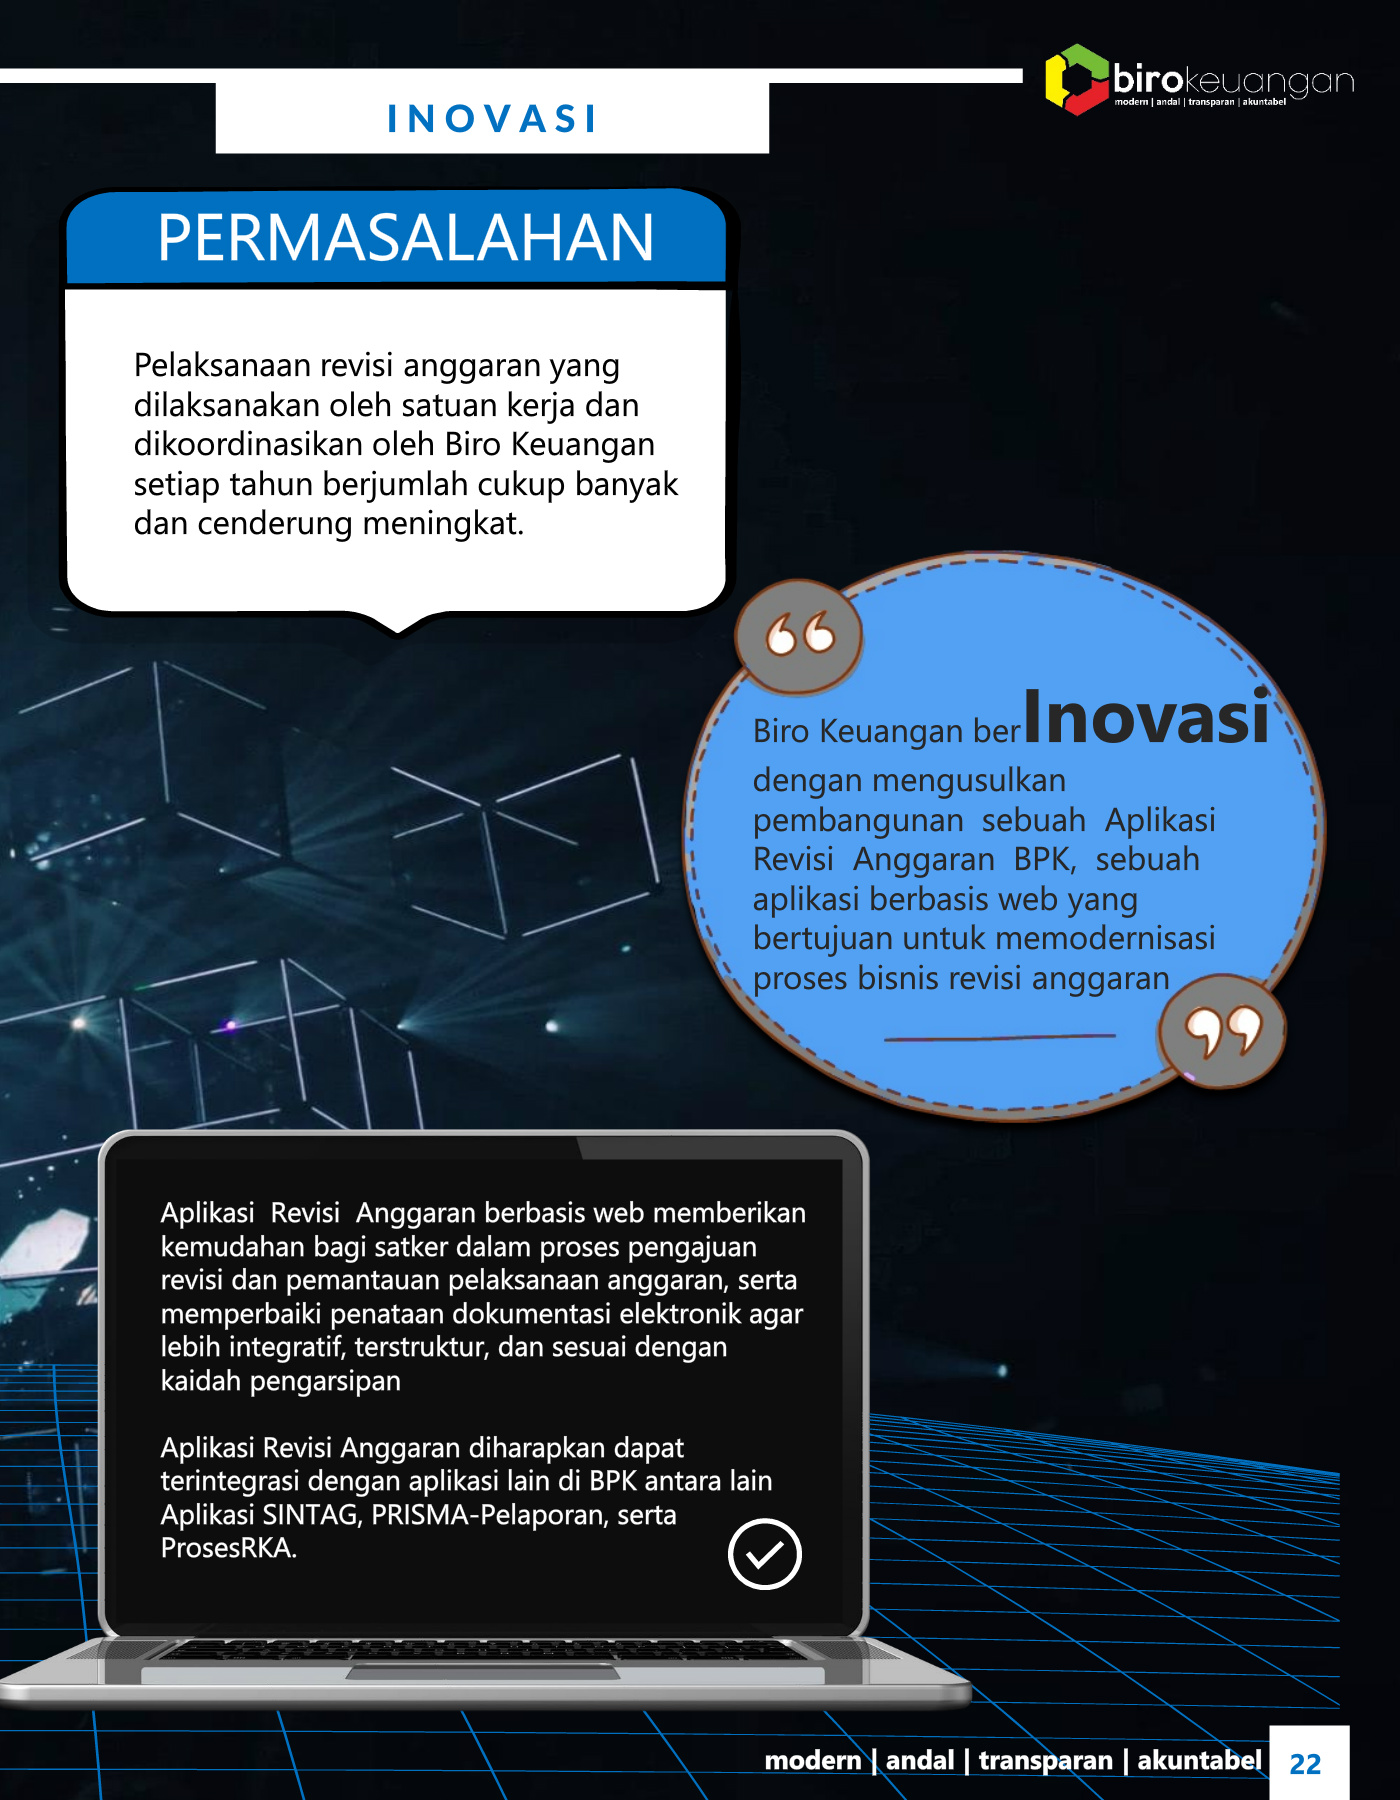 birokeuangan
modern | andal | transparan | akuntabel
INOVASI
PERMASALAHAN
Pelaksanaan revisi anggaran yang
dilaksanakan oleh satuan kerja dan
dikoordinasikan oleh Biro Keuangan
setiap tahun berjumlah cukup banyak
dan cenderung meningkat.
“
Biro Keuangan berInovasi
dengan mengusulkan
pembangunan sebuah Aplikasi
Revisi Anggaran BPK, sebuah
aplikasi berbasis web yang
bertujuan untuk memodernisasi
proses bisnis revisi anggaran
”
Aplikasi Revisi Anggaran berbasis web memberikan
kemudahan bagi satker dalam proses pengajuan
revisi dan pemantauan pelaksanaan anggaran, serta
memperbaiki penataan dokumentasi elektronik agar
lebih integratif, terstruktur, dan sesuai dengan
kaidah pengarsipan
Aplikasi Revisi Anggaran diharapkan dapat
terintegrasi dengan aplikasi lain di BPK antara lain
Aplikasi SINTAG, PRISMA-Pelaporan, serta
ProsesRKA.
modern | andal | transparan | akuntabel
22